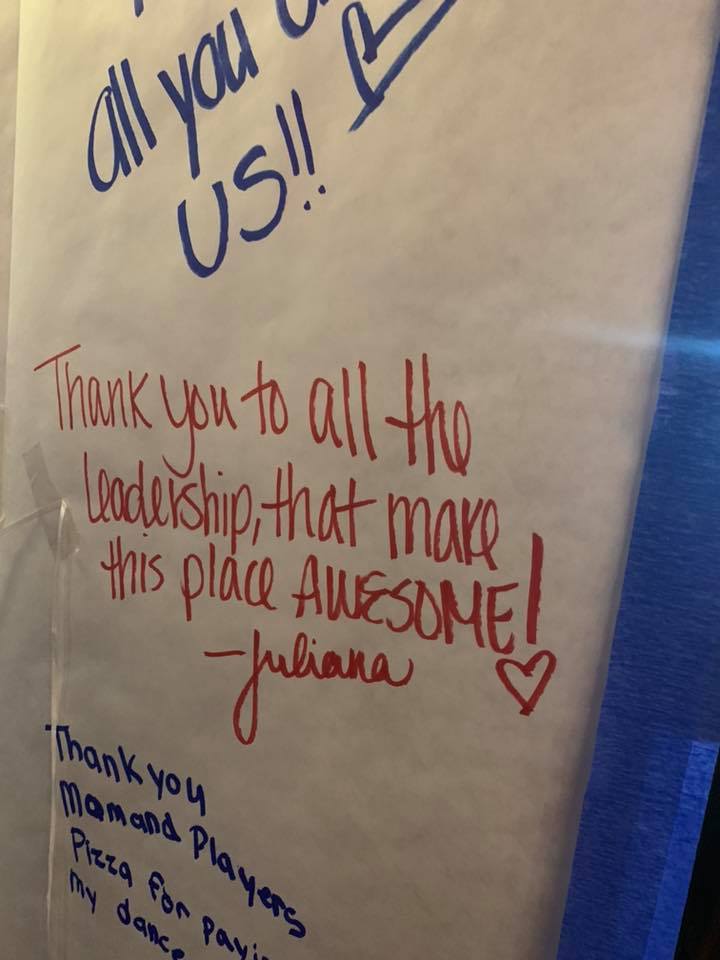 all you
us!!
Thank you to all the
leadership, that make
this place AWESOME!
-Juliana
Thank you
Mom and Players
Pizza for
my dance